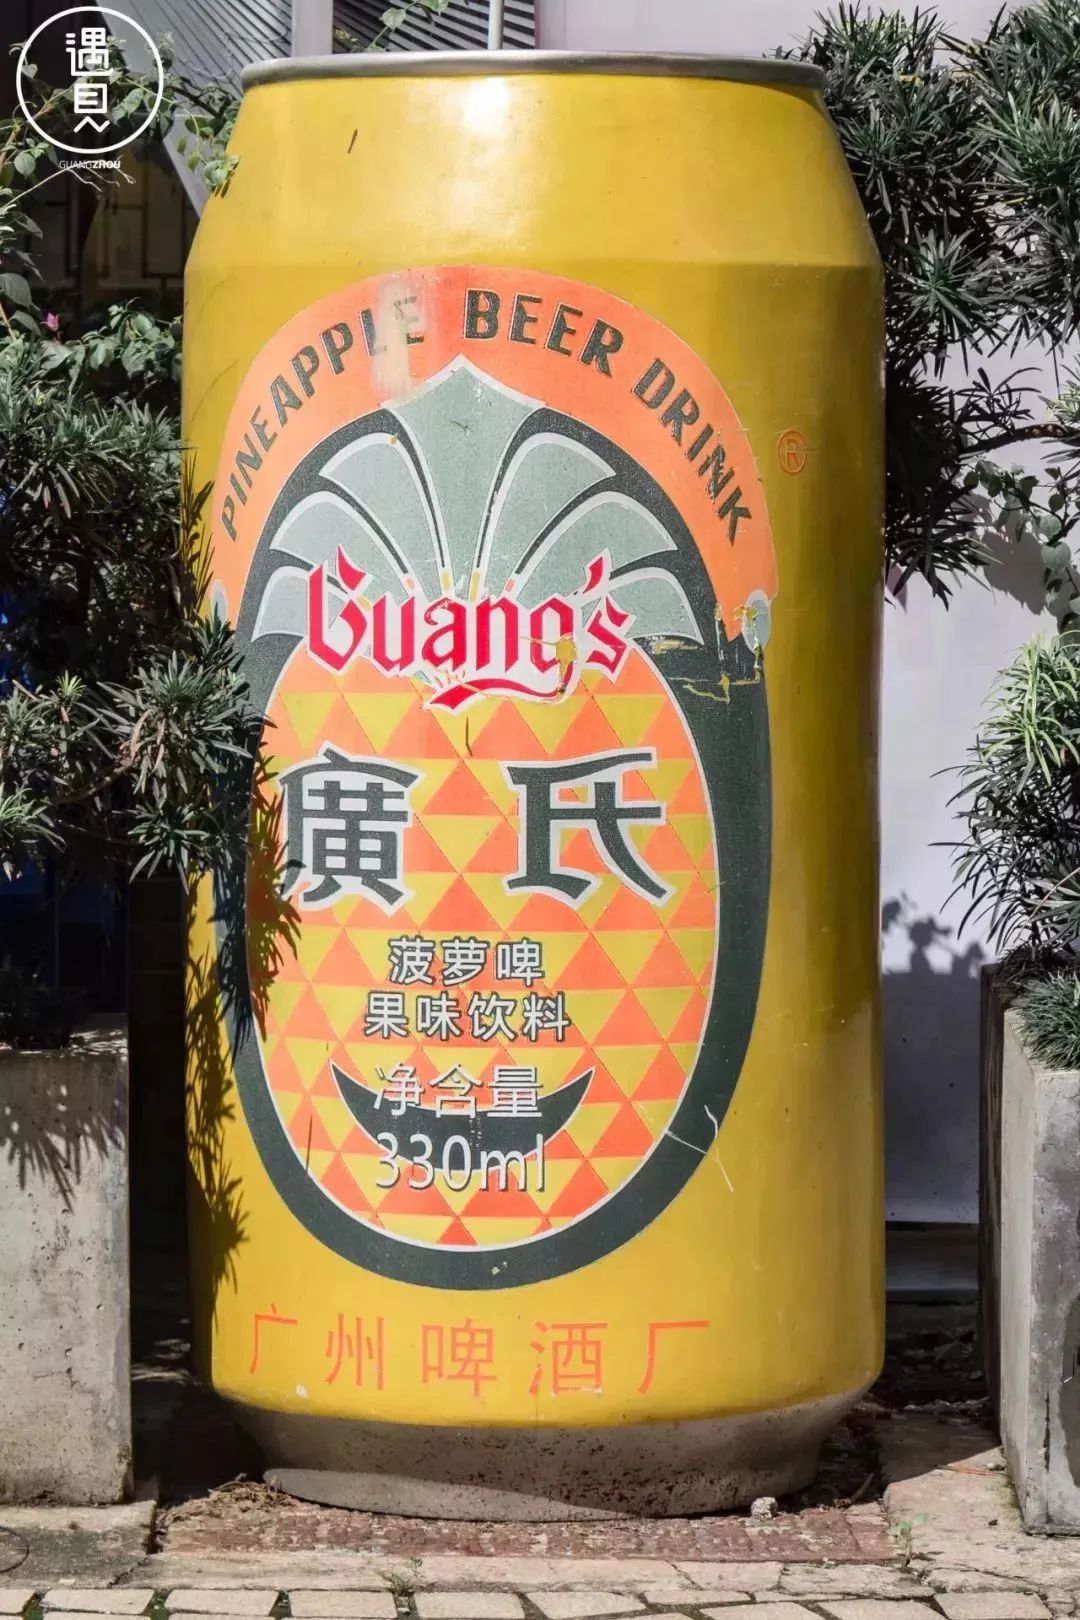 遇見
GUANGZHOU
PINEAPPLE BEER DRINK
®
Guang's
廣氏
菠萝啤
果味饮料
净含量
330ml
广州啤酒厂